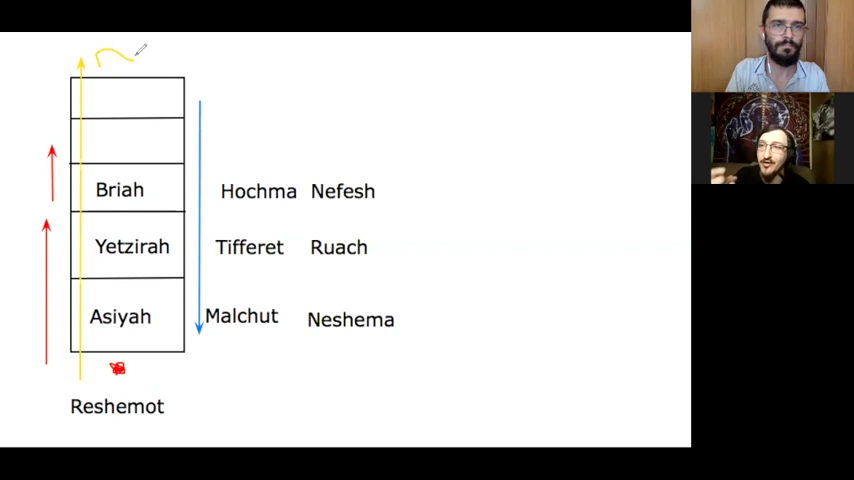 Briah Hochma Nefesh
Yetzirah Tifferet Ruach
Asiyah Malchut Neshema
Reshemot